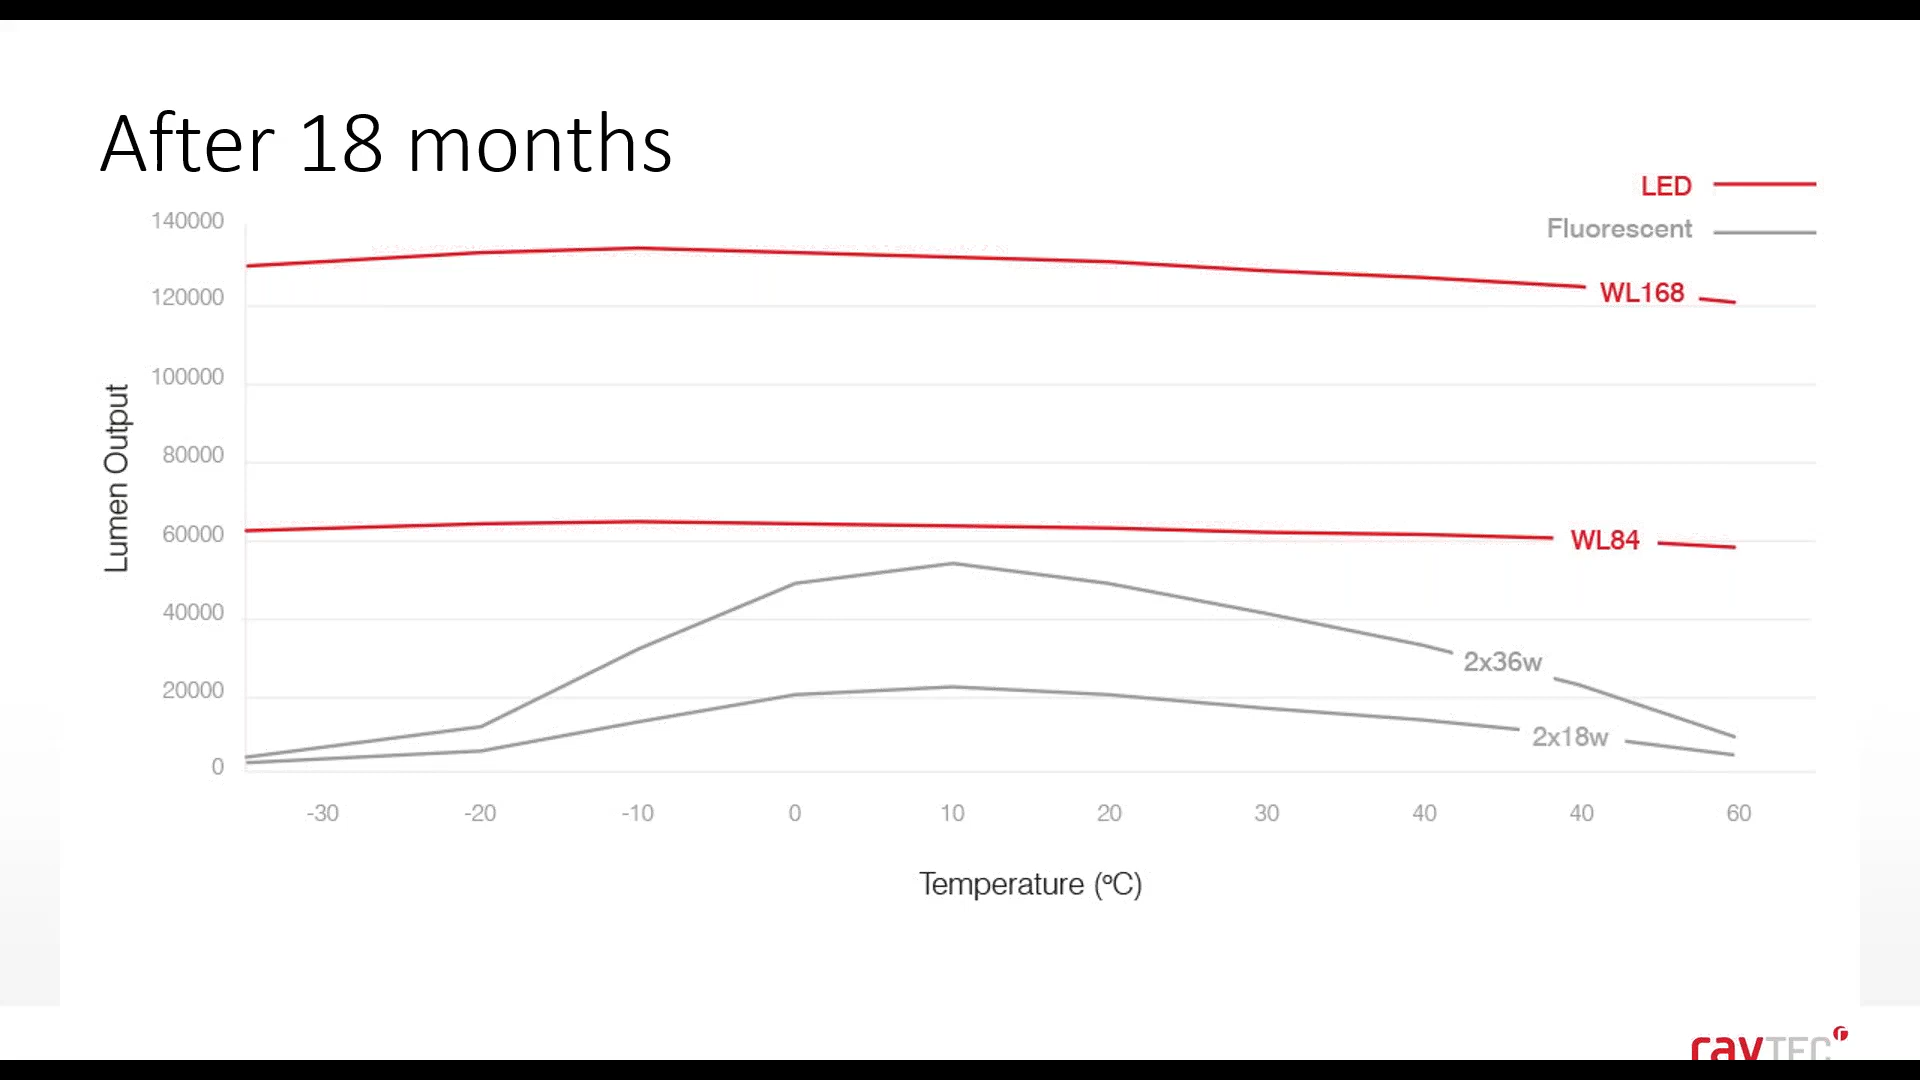 After 18 months
LED
Fluorescent
140000
120000
100000
80000
60000
40000
20000
0
Lumen Output
WL168
WL84
2x36w
2x18w
-30 -20 -10 0 10 20 30 40 40 60
Temperature (°C)
rayTEC